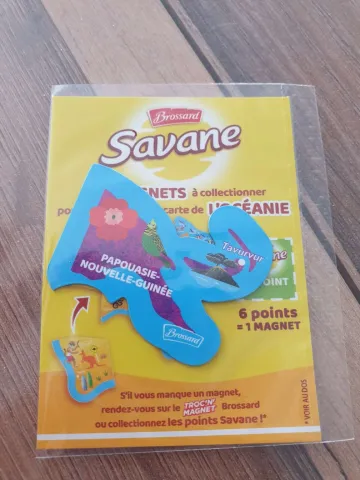 Brossard
Savane
GNETS à collectionner
carte de L'OCÉANIE
PAPOUASIE-
NOUVELLE-GUINÉE
Tavurvur
OINT
6 points
= 1 MAGNET
Brossard
S'il vous manque un magnet,
rendez-vous sur le TROC'N' MAGNET Brossard
ou collectionnez les points Savane !*
* VOIR AU DOS